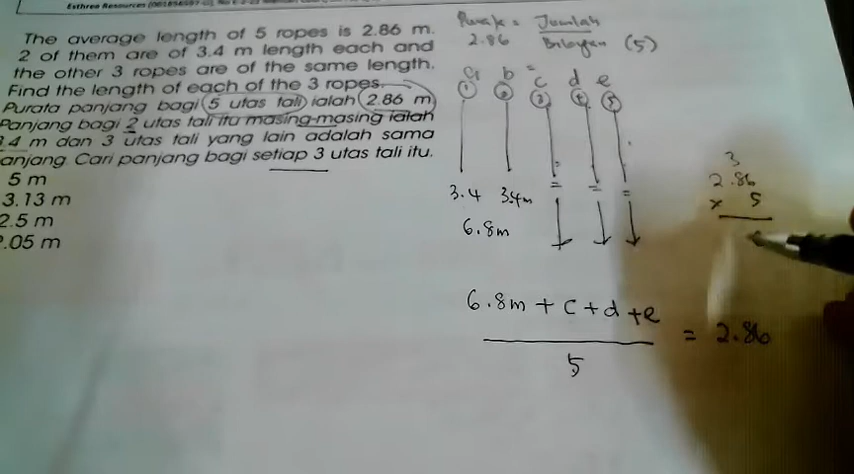 Esthree Resources
The average length of 5 ropes is 2.86 m.
2 of them are of 3.4 m length each and
the other 3 ropes are of the same length.
Find the length of each of the 3 ropes.
Purata panjang bagi 5 utas tali ialah 2.86 m
Panjang bagi 2 utas tali itu masing-masing ialah
3.4 m dan 3 utas tali yang lain adalah sama
panjang. Cari panjang bagi setiap 3 utas tali itu.
5 m
3.13 m
2.5 m
2.05 m
Purata = Jumlah
2.86 Bilangan (5)
a b c d e
1 2 3 4 5
= = =
3.4 3.4m
6.8m
3
2.86
x 5
6.8m + c + d + e
= 2.86
5